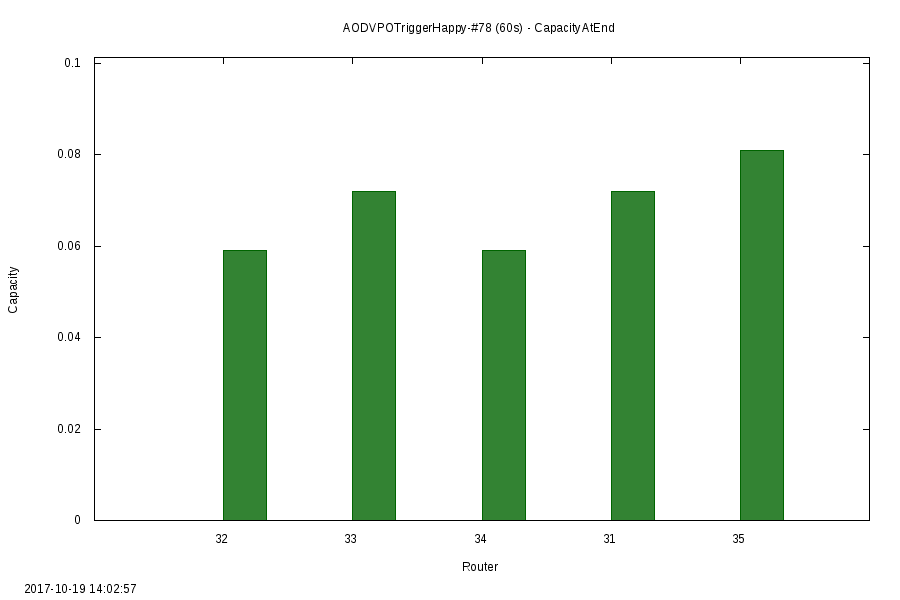 AODVPOTriggerHappy-#78 (60s) - CapacityAtEnd
0.1
0.08
0.06
0.04
0.02
0
Capacity
32 33 34 31 35
Router
2017-10-19 14:02:57